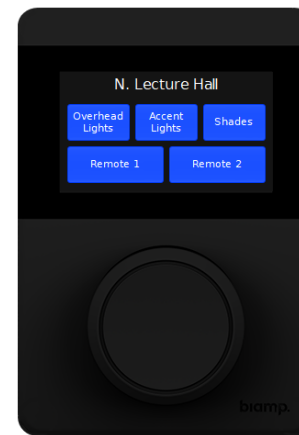 N. Lecture Hall
Overhead
Lights
Accent
Lights
Shades
Remote 1
Remote 2
biamp.